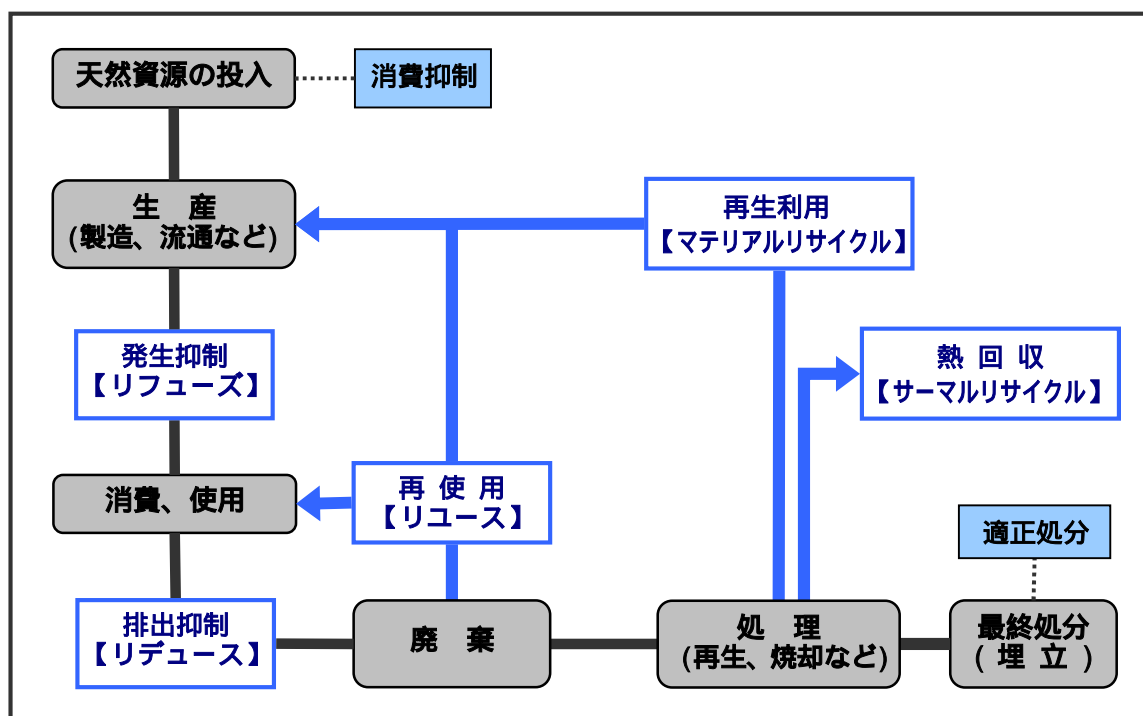 天然資源の投入
消費抑制
生　産
(製造、流通など)
再生利用
【マテリアルリサイクル】
発生抑制
【リフューズ】
熱 回 収
【サーマルリサイクル】
消費、使用
再 使 用
【リユース】
適正処分
排出抑制
【リデュース】
廃　棄
処　理
(再生、焼却など)
最終処分
( 埋 立 )